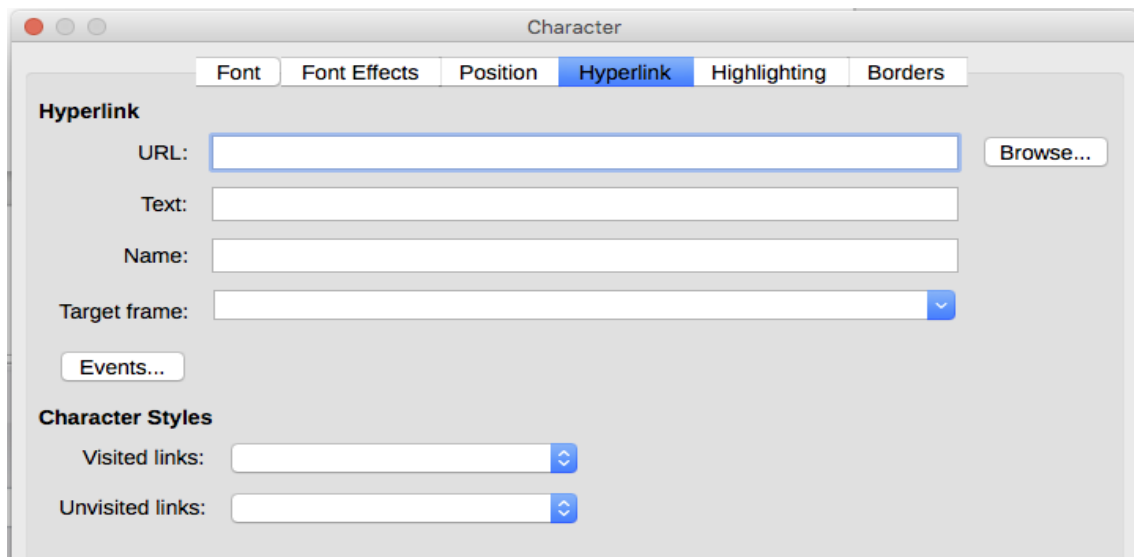 Character
Font Font Effects Position Hyperlink Highlighting Borders
Hyperlink
URL: Browse...
Text:
Name:
Target frame:
Events...
Character Styles
Visited links:
Unvisited links: